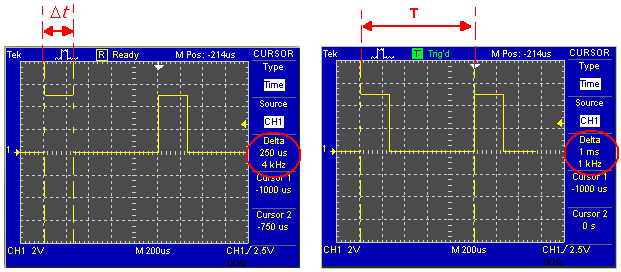 Δt
T
Tek
R Ready
M Pos: -214us
CURSOR
Type
Time
Source
CH1
Delta
250 us
4 kHz
Cursor 1
-1000 us
Cursor 2
-750 us
1
CH1 2V
M 200us
CH1 / 2.5V
Tek
T Trig'd
M Pos: -214us
CURSOR
Type
Time
Source
CH1
Delta
1 ms
1 kHz
Cursor 1
-1000 us
Cursor 2
0 s
1
CH1 2V
M 200us
CH1 / 2.5V